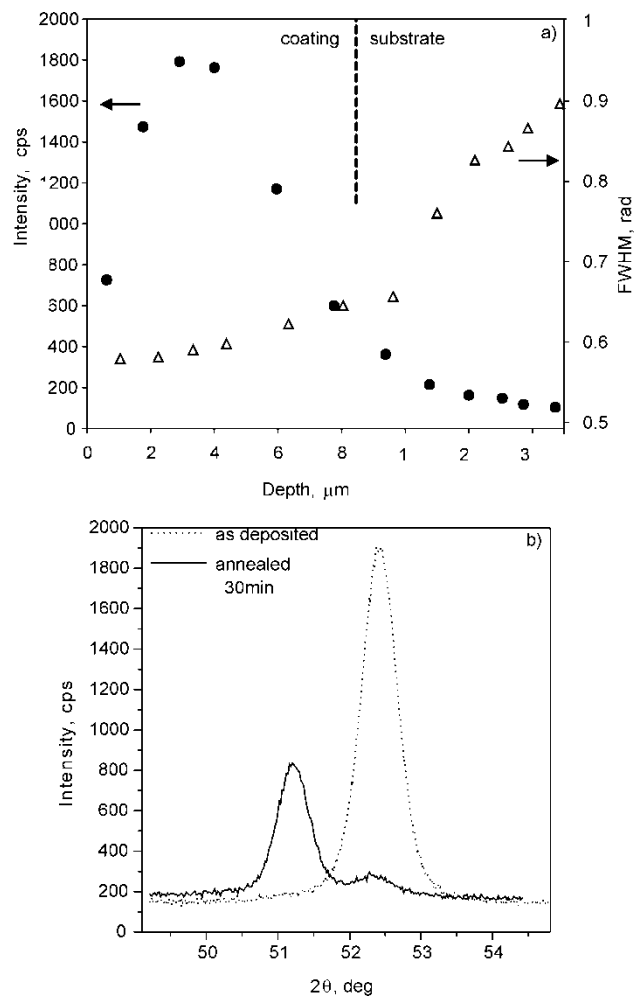 2000
1800
1600
1400
1200
000
800
600
400
200
0
Intensity, cps
coating
substrate
a)
1
0.9
0.8
0.7
0.6
0.5
FWHM, rad
0 2 4 6 8 1 2 3
Depth, μm
2000
1800
1600
1400
1200
1000
800
600
400
200
0
Intensity, cps
as deposited
annealed
30min
b)
50 51 52 53 54
2θ, deg